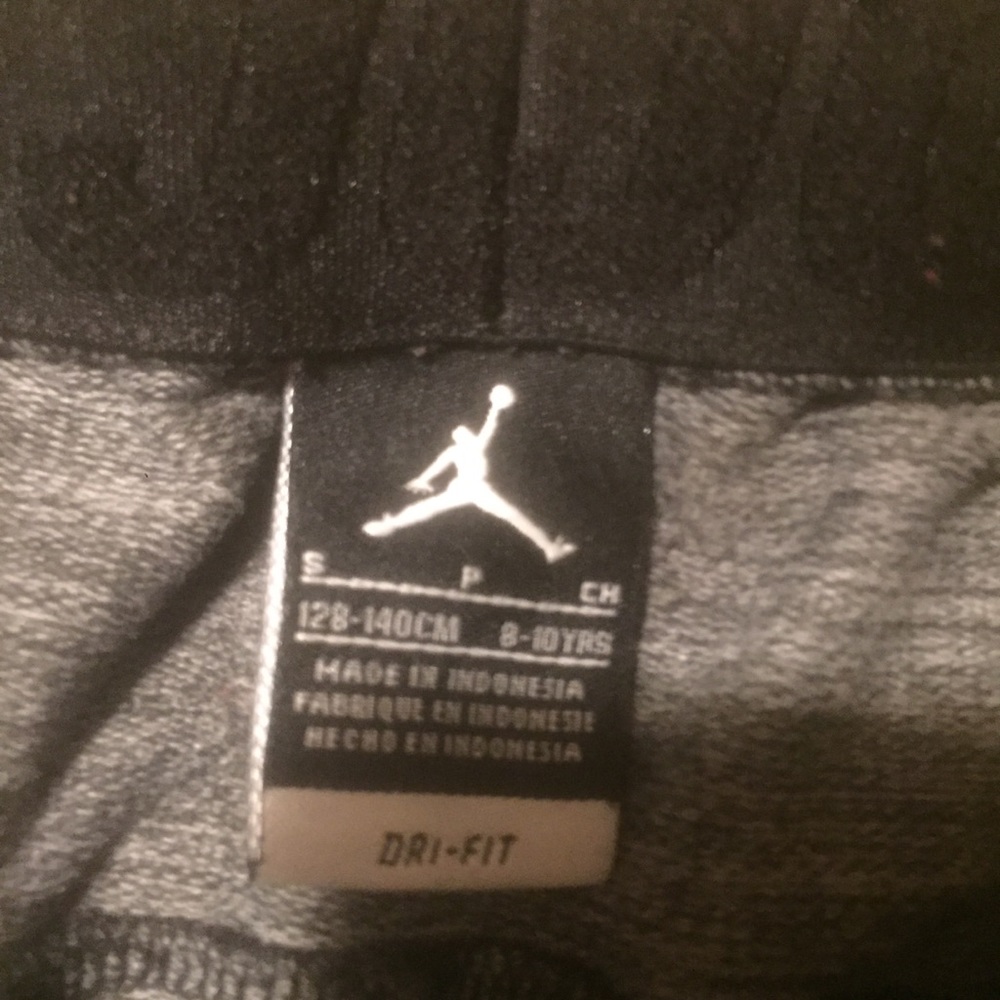 S P CH
128-140CM 8-10YRS
MADE IN INDONESIA
FABRIQUE EN INDONESIE
HECHO EN INDONESIA
DRI-FIT